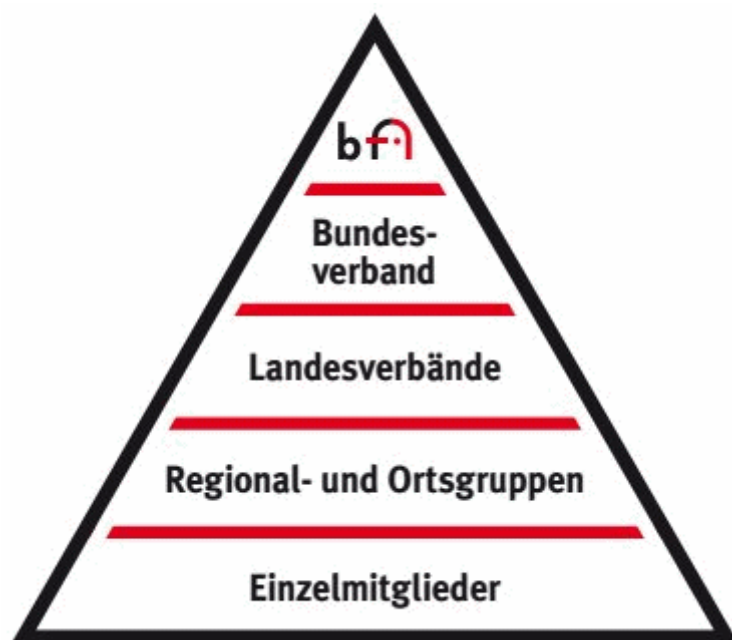 bfa
Bundes-
verband
Landesverbände
Regional- und Ortsgruppen
Einzelmitglieder